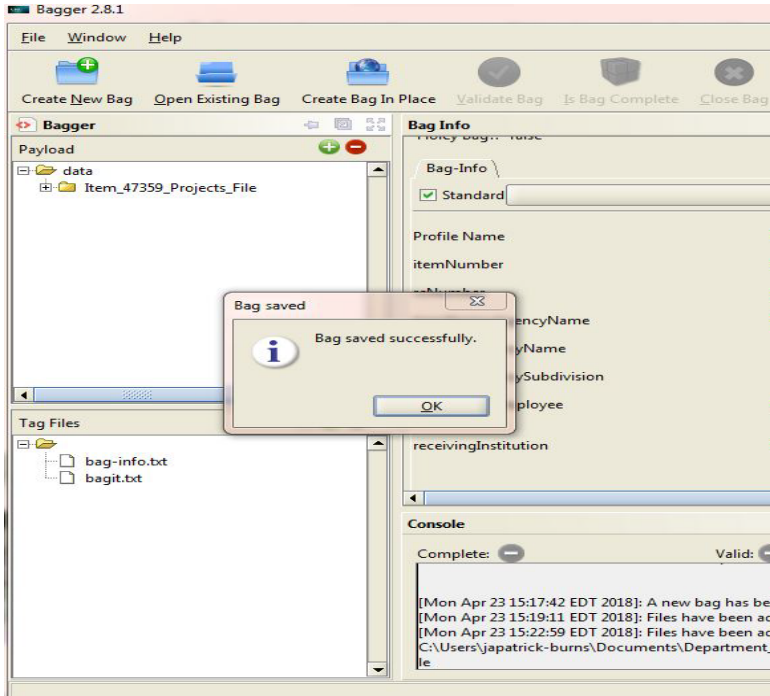 Bagger 2.8.1
File Window Help
Create New Bag Open Existing Bag Create Bag In Place Validate Bag Is Bag Complete Close Bag
Bagger
Payload
data
Item_47359_Projects_File
Bag Info
Bag-Info
Standard
Profile Name
itemNumber
encyName
yName
ySubdivision
ployee
receivingInstitution
Bag saved
Bag saved successfully.
OK
Tag Files
bag-info.txt
bagit.txt
Console
Complete: Valid:
[Mon Apr 23 15:17:42 EDT 2018]: A new bag has be
[Mon Apr 23 15:19:11 EDT 2018]: Files have been ad
[Mon Apr 23 15:22:59 EDT 2018]: Files have been ad
C:\Users\japatrick-burns\Documents\Department_
le